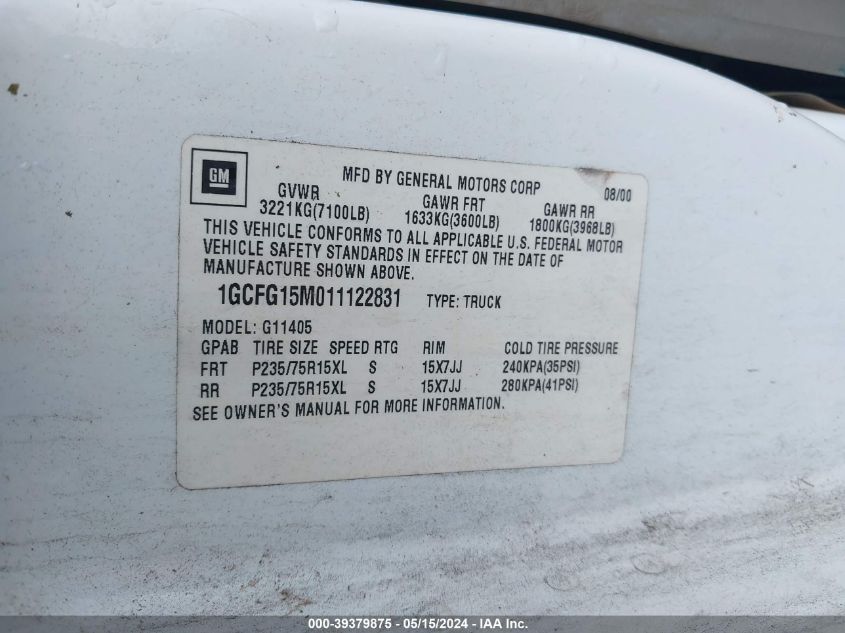 GM
MFD BY GENERAL MOTORS CORP 08/00
GVWR GAWR FRT GAWR RR
3221KG(7100LB) 1633KG(3600LB) 1800KG(3968LB)
THIS VEHICLE CONFORMS TO ALL APPLICABLE U.S. FEDERAL MOTOR
VEHICLE SAFETY STANDARDS IN EFFECT ON THE DATE OF
MANUFACTURE SHOWN ABOVE.
1GCFG15M011122831 TYPE: TRUCK
MODEL: G11405
GPAB TIRE SIZE SPEED RTG RIM COLD TIRE PRESSURE
FRT P235/75R15XL S 15X7JJ 240KPA(35PSI)
RR P235/75R15XL S 15X7JJ 280KPA(41PSI)
SEE OWNER'S MANUAL FOR MORE INFORMATION.
000-39379875 - 05/15/2024 - IAA Inc.